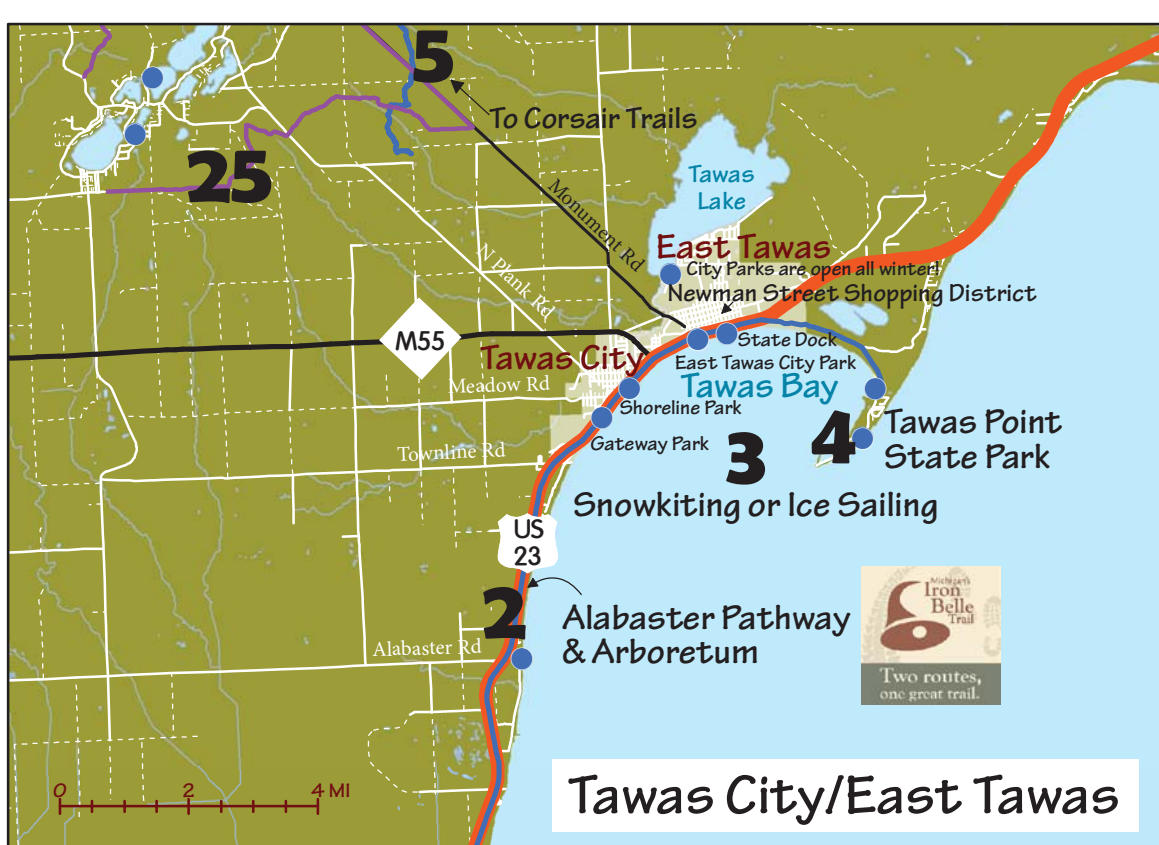 5
To Corsair Trails
25
Tawas
Lake
Monument Rd
East Tawas
City Parks are open all winter!
N Plank Rd
Newman Street Shopping District
M55
State Dock
Tawas City
East Tawas City Park
Meadow Rd
Tawas Bay
Shoreline Park
Gateway Park
3
4
Tawas Point
State Park
Townline Rd
Snowkiting or Ice Sailing
US
23
2
Alabaster Pathway
& Arboretum
Alabaster Rd
Michigan's
Iron
Belle
Trail
Two routes,
one great trail.
0 2 4 MI
Tawas City/East Tawas